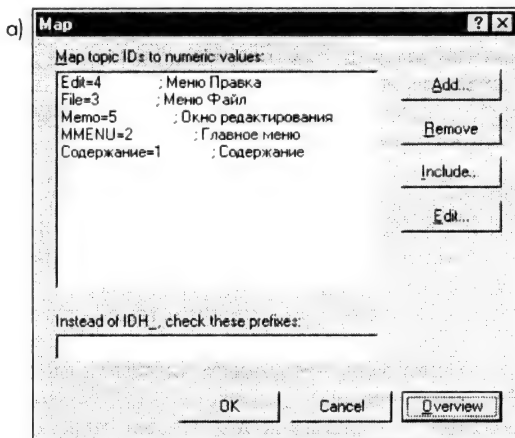 а)
Map
? ×
Map topic IDs to numeric values:
Edit=4 ; Меню Правка
File=3 ; Меню Файл
Memo=5 ; Окно редактирования
MMENU=2 ; Главное меню
Содержание=1 ; Содержание
Add...
Remove
Include...
Edit...
Instead of IDH_, check these prefixes:
OK Cancel Overview